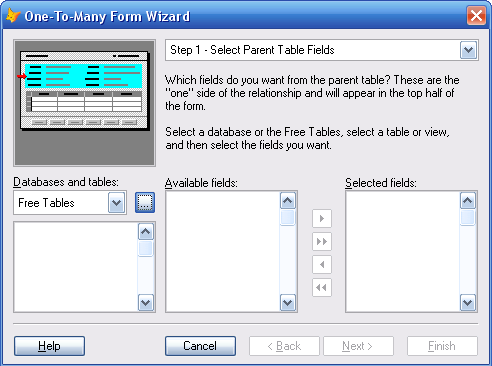 One-To-Many Form Wizard
Step 1 - Select Parent Table Fields
Which fields do you want from the parent table? These are the
"one" side of the relationship and will appear in the top half of
the form.
Select a database or the Free Tables, select a table or view,
and then select the fields you want.
Databases and tables:
Available fields:
Selected fields:
Free Tables
...
Help
Cancel
< Back
Next >
Finish